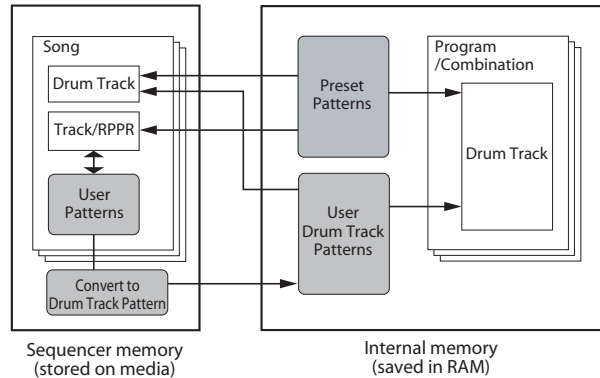 Song
Drum Track
Track/RPPR
User
Patterns
Convert to
Drum Track Pattern
Sequencer memory
(stored on media)
Preset
Patterns
User
Drum Track
Patterns
Program
/Combination
Drum Track
Internal memory
(saved in RAM)